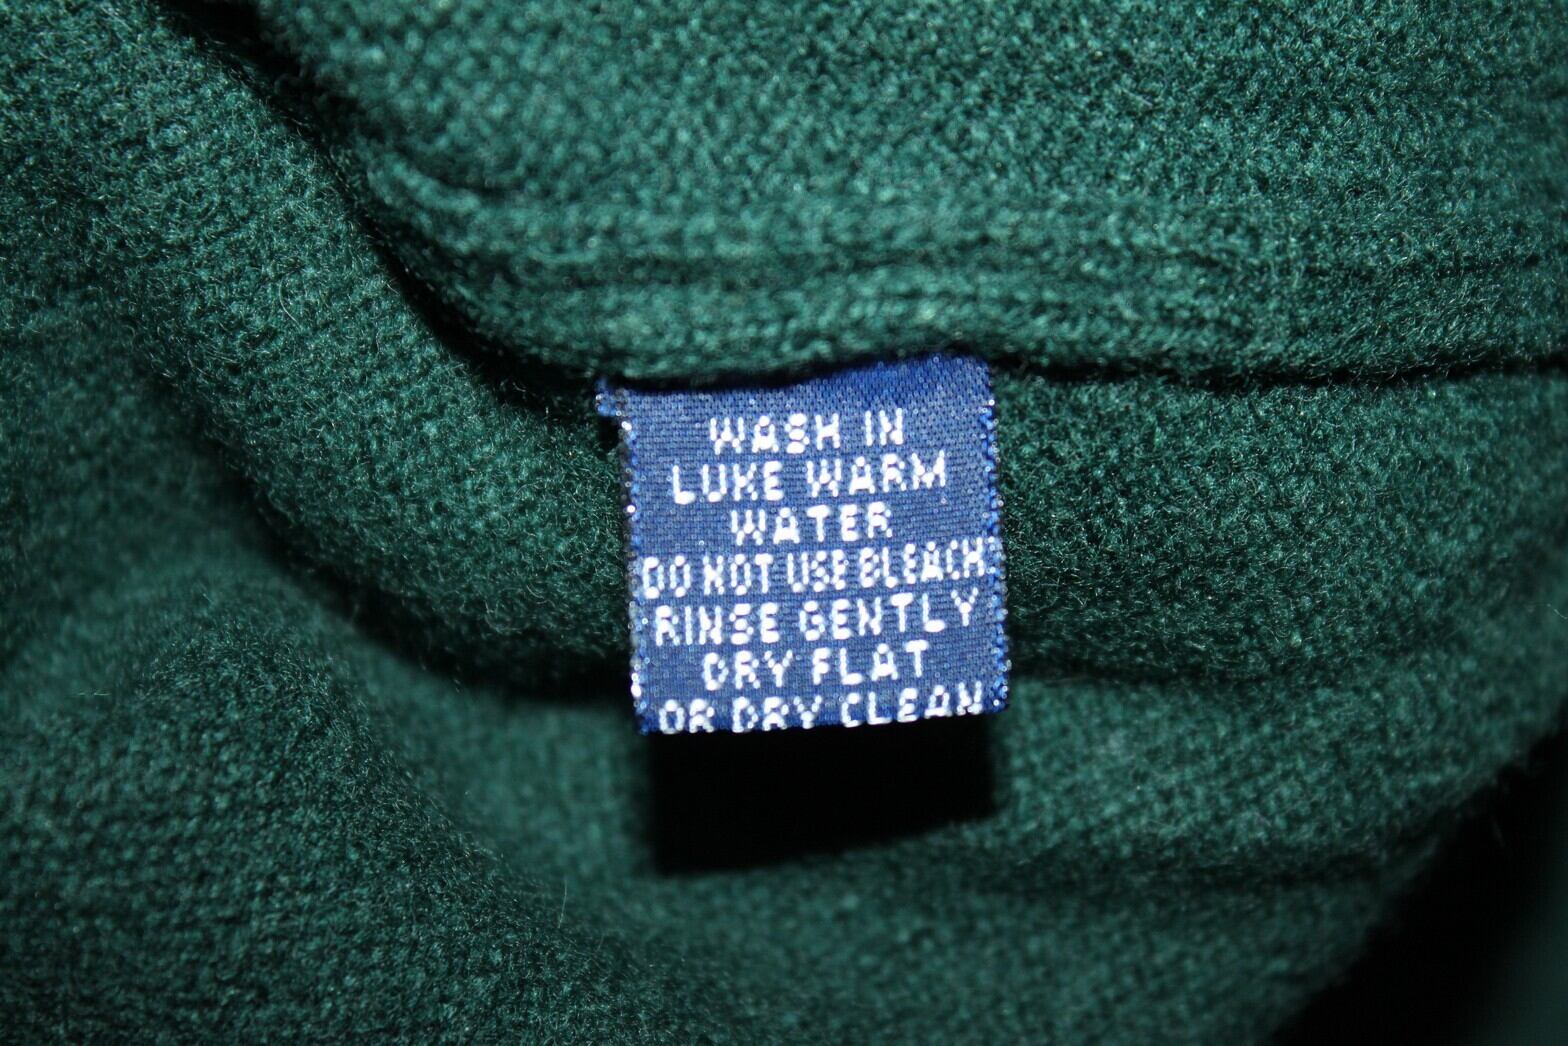 WASH IN
LUKE WARM
WATER
DO NOT USE BLEACH
RINSE GENTLY
DRY FLAT
OR DRY CLEAN